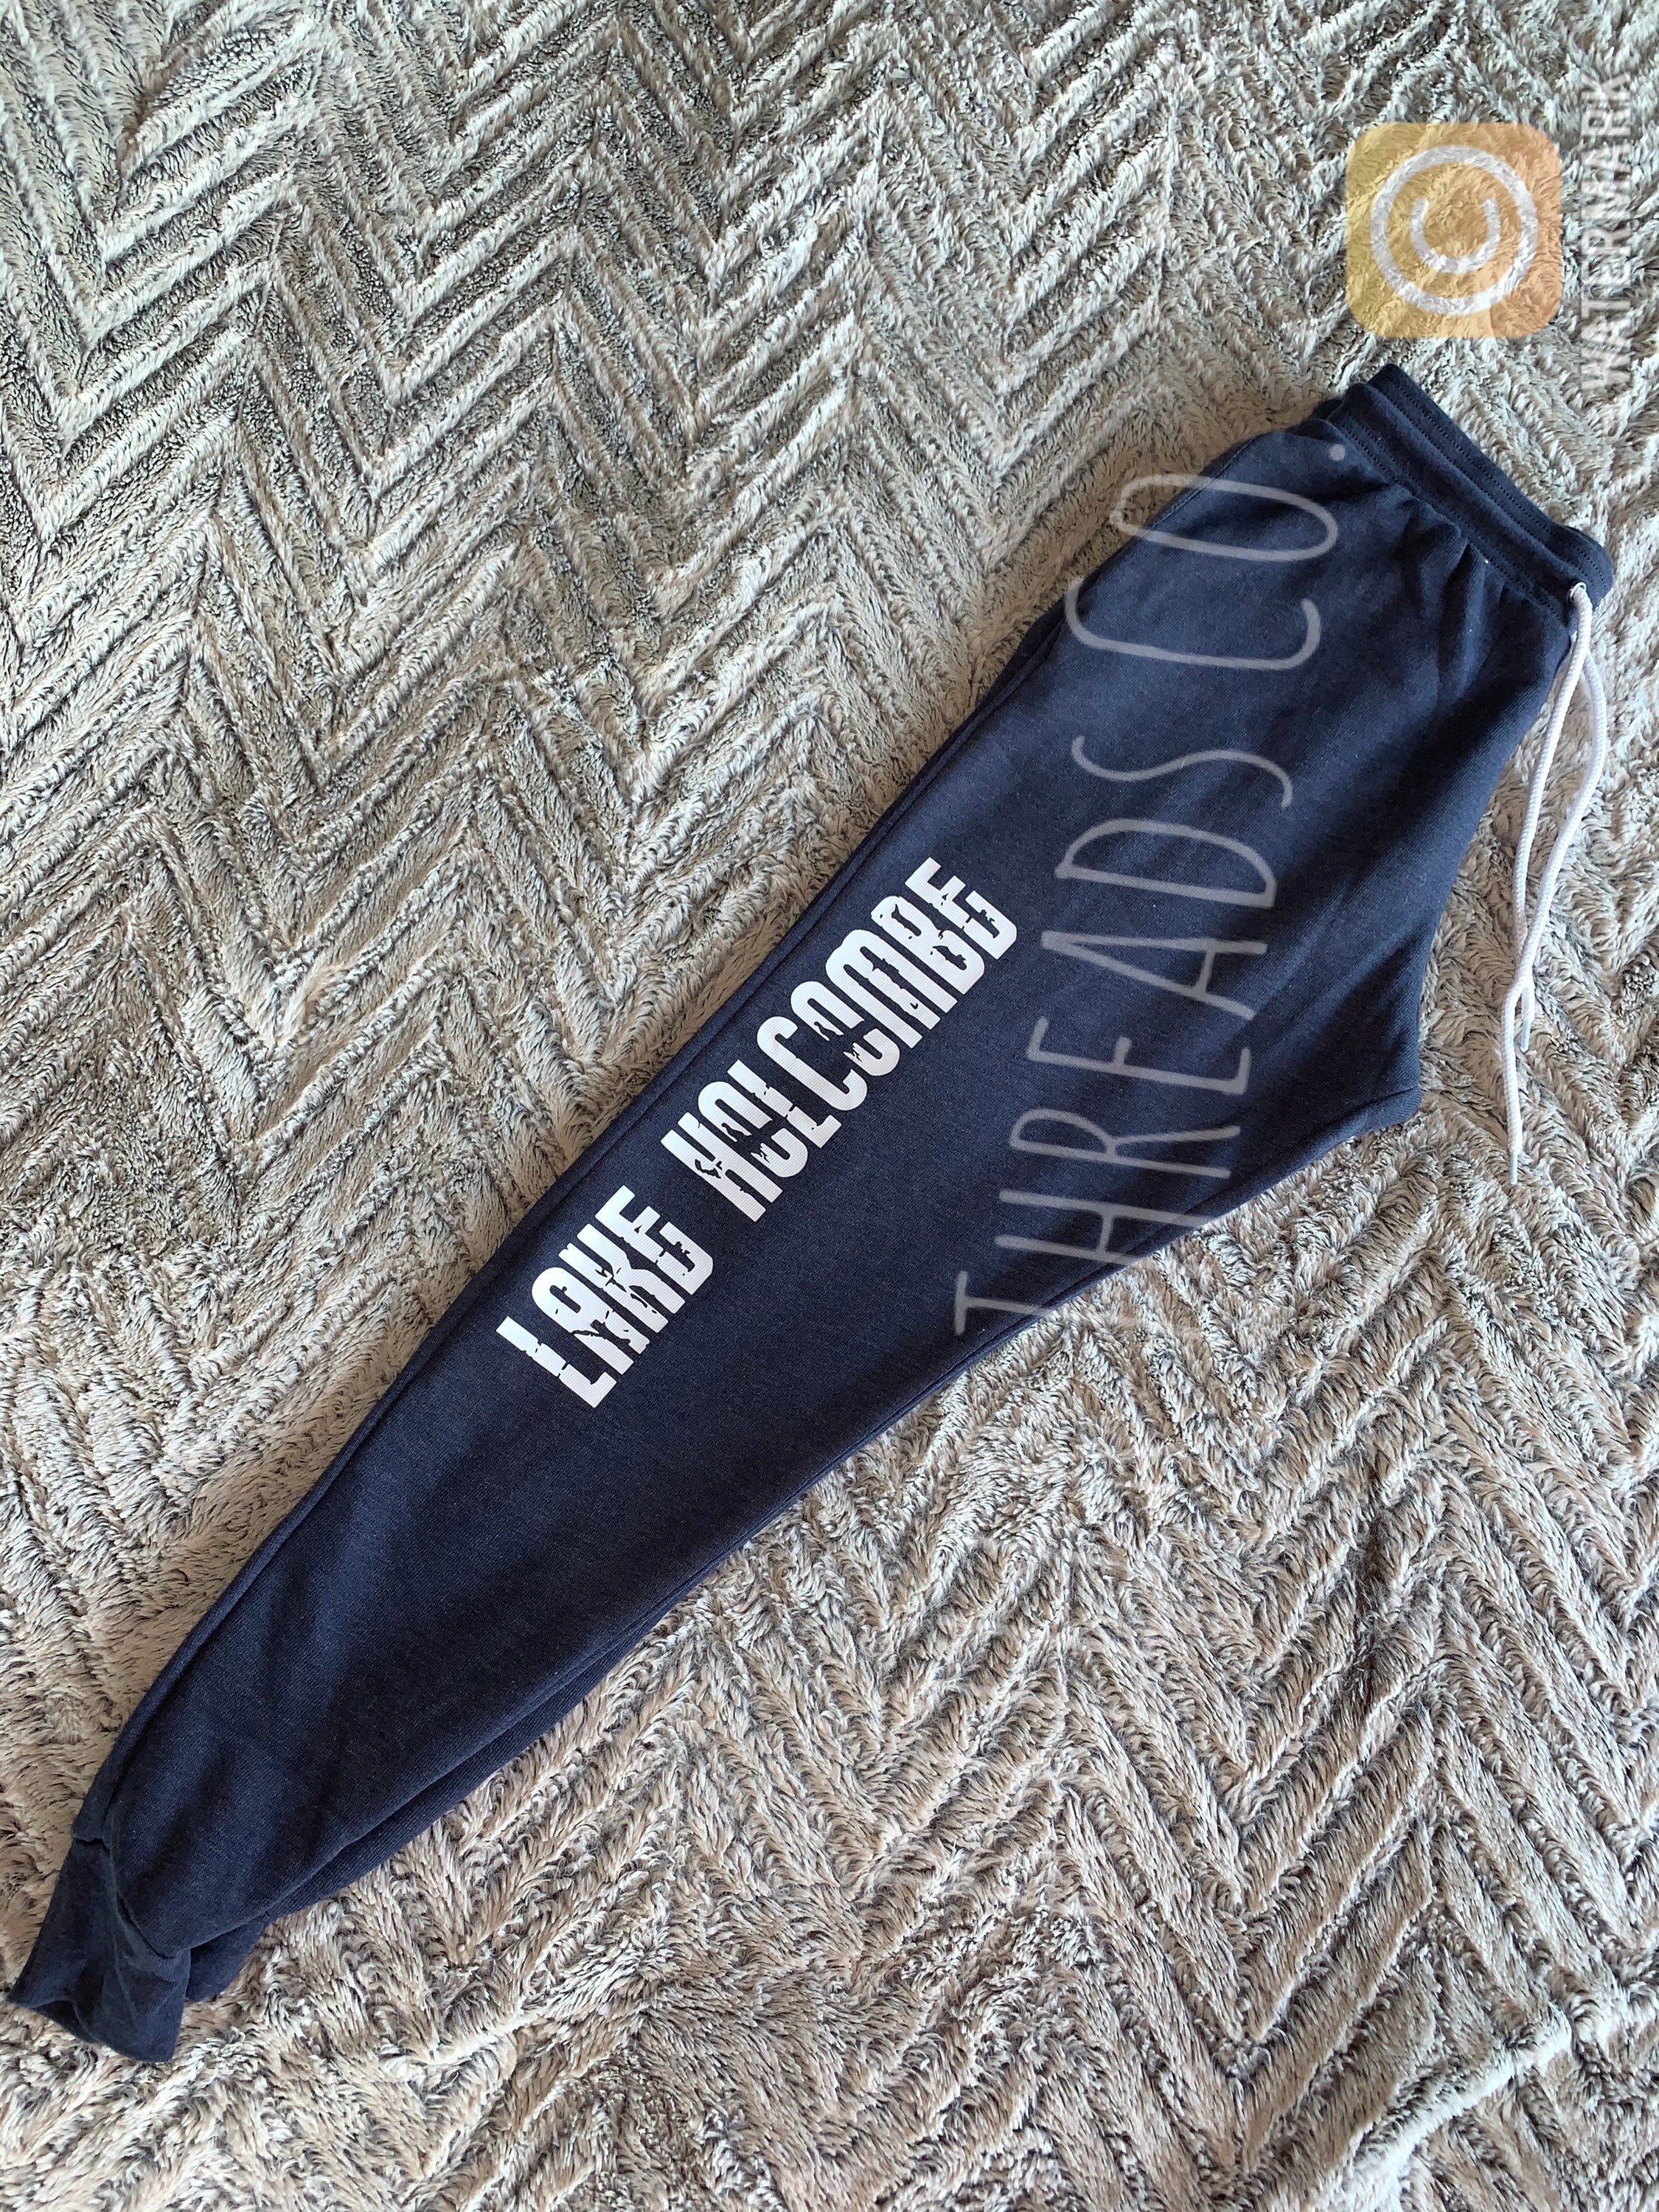 WATERMARK
THREADS CO.
LAKE HOLCOMBE